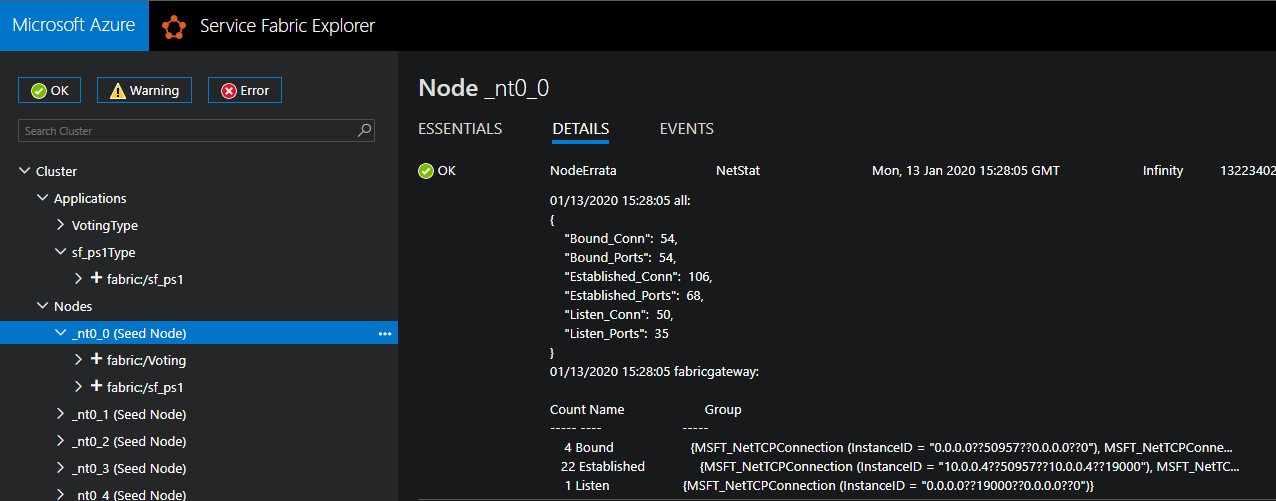 Microsoft Azure
Service Fabric Explorer
OK
Warning
Error
Search Cluster
Cluster
Applications
VotingType
sf_ps1Type
fabric:/sf_ps1
Nodes
_nt0_0 (Seed Node)
fabric:/Voting
fabric:/sf_ps1
_nt0_1 (Seed Node)
_nt0_2 (Seed Node)
_nt0_3 (Seed Node)
_nt0_4 (Seed Node)
Node _nt0_0
ESSENTIALS DETAILS EVENTS
OK NodeErrata NetStat Mon, 13 Jan 2020 15:28:05 GMT Infinity 13223402
01/13/2020 15:28:05 all:
{
"Bound_Conn": 54,
"Bound_Ports": 54,
"Established_Conn": 106,
"Established_Ports": 68,
"Listen_Conn": 50,
"Listen_Ports": 35
}
01/13/2020 15:28:05 fabricgateway:
Count Name Group
----- ---- -----
4 Bound {MSFT_NetTCPConnection (InstanceID = "0.0.0.0??50957??0.0.0.0??0"), MSFT_NetTCPConne...
22 Established {MSFT_NetTCPConnection (InstanceID = "10.0.0.4??50957??10.0.0.4??19000"), MSFT_NetTC...
1 Listen {MSFT_NetTCPConnection (InstanceID = "0.0.0.0??19000??0.0.0.0??0")}